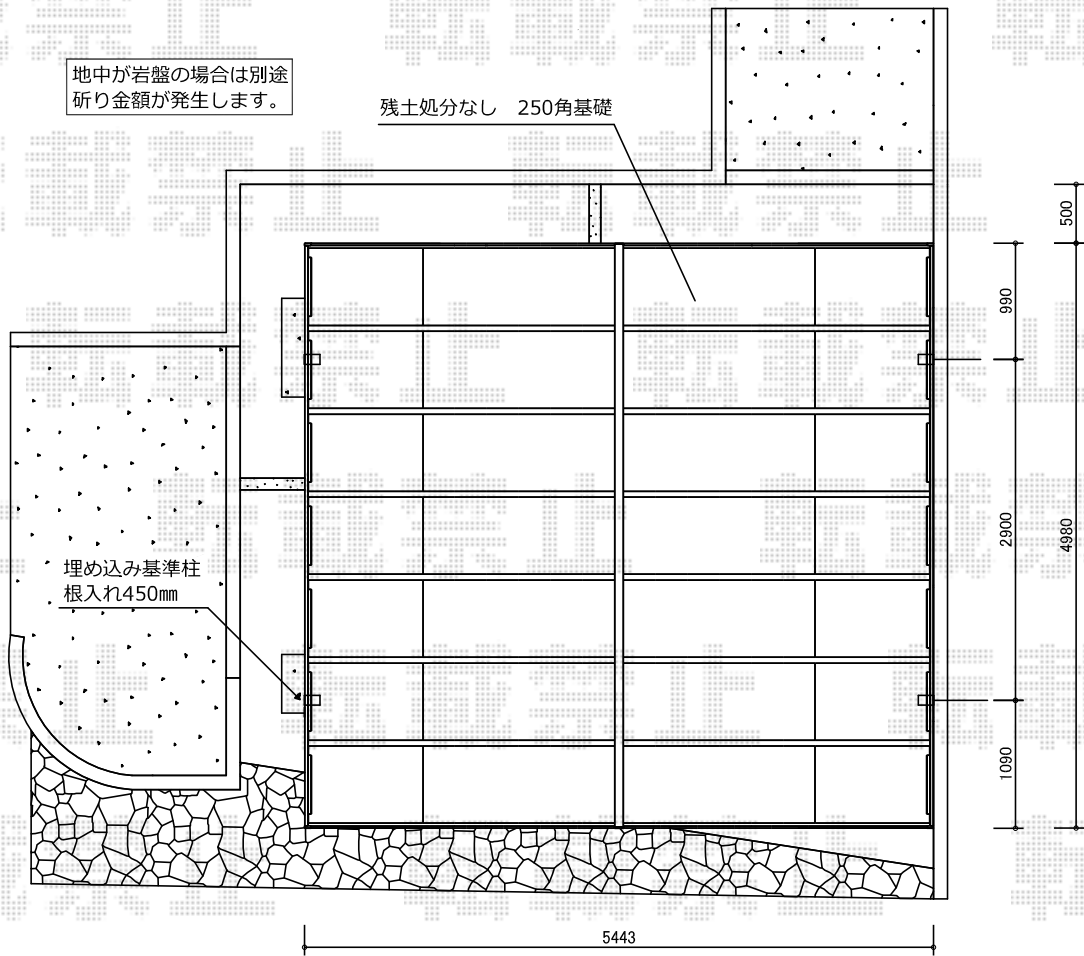 地中が岩盤の場合は別途
斫り金額が発生します。
残土処分なし 250角基礎
500
990
2900
4980
埋め込み基準柱
根入れ450㎜
1090
5443